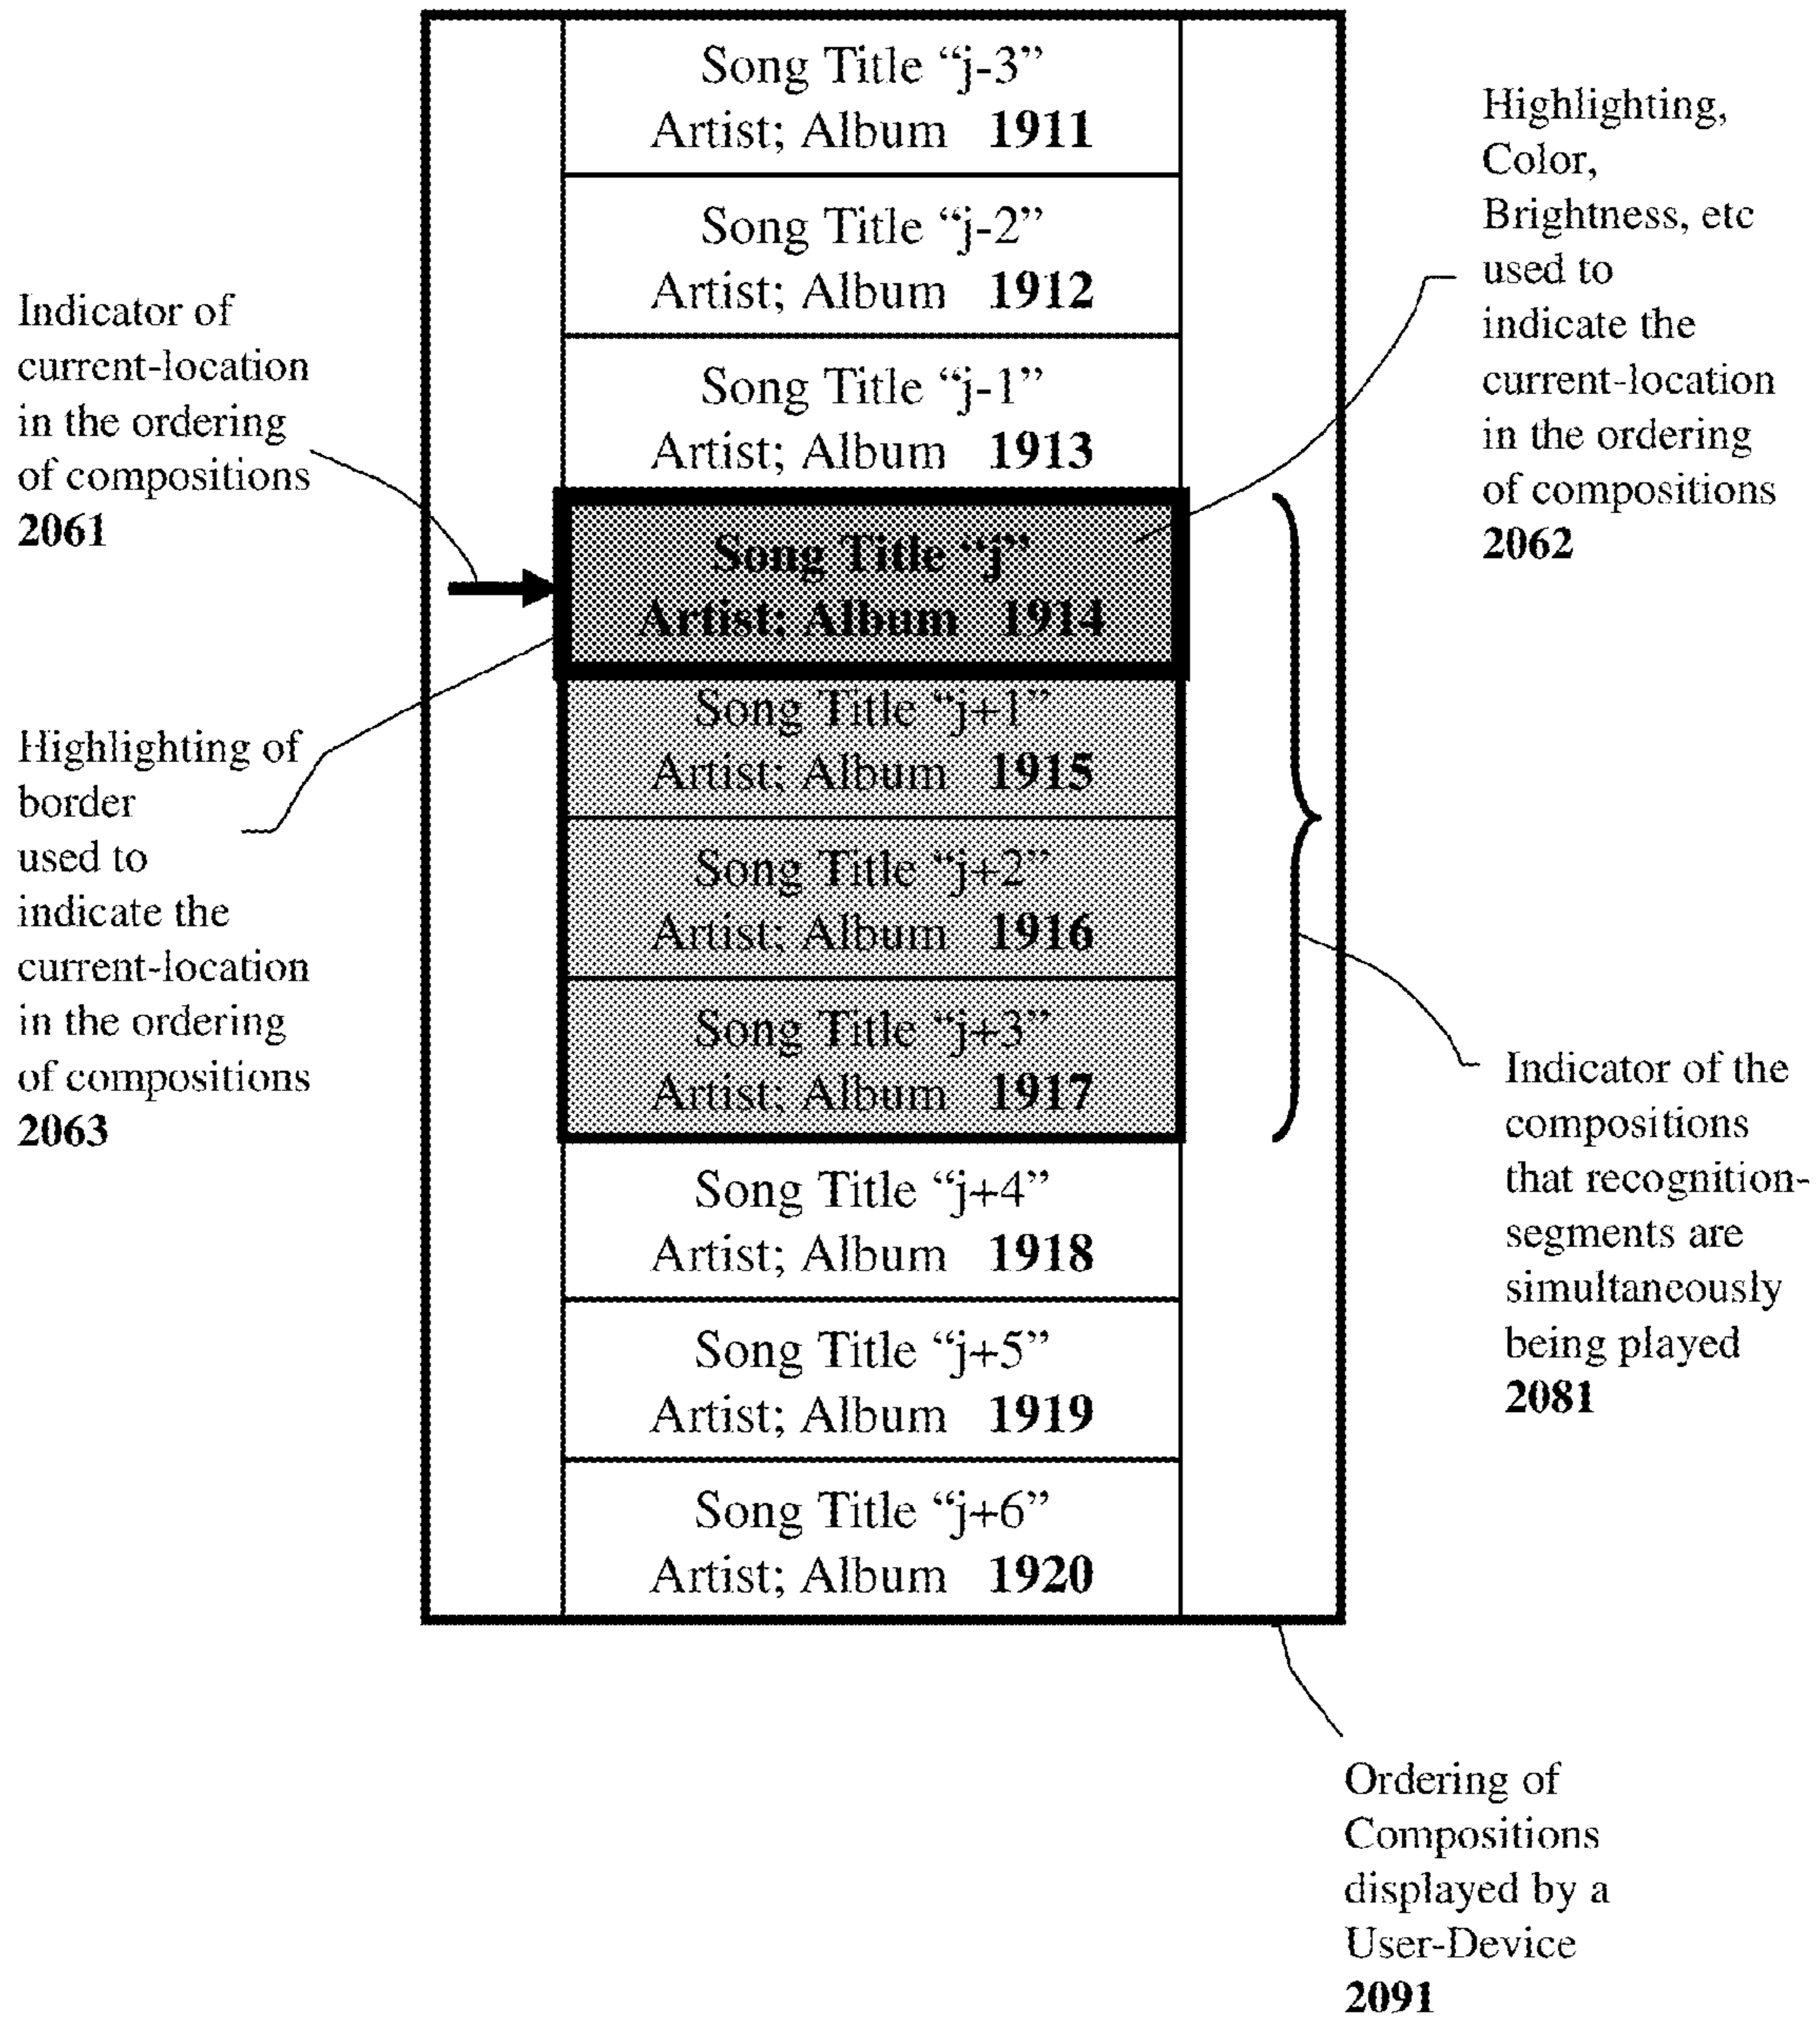 Song Title “j-3”
Artist; Album 1911
Song Title “j-2”
Artist; Album 1912
Song Title “j-1”
Artist; Album 1913
Song Title “j”
Artist; Album 1914
Song Title “j+1”
Artist; Album 1915
Song Title “j+2”
Artist; Album 1916
Song Title “j+3”
Artist; Album 1917
Song Title “j+4”
Artist; Album 1918
Song Title “j+5”
Artist; Album 1919
Song Title “j+6”
Artist; Album 1920
Indicator of
current-location
in the ordering
of compositions
2061
Highlighting of
border
used to
indicate the
current-location
in the ordering
of compositions
2063
Highlighting,
Color,
Brightness, etc
used to
indicate the
current-location
in the ordering
of compositions
2062
Indicator of the
compositions
that recognition-
segments are
simultaneously
being played
2081
Ordering of
Compositions
displayed by a
User-Device
2091